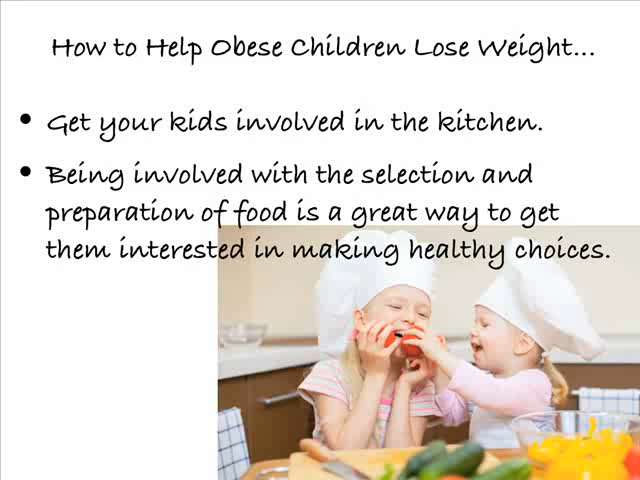 How to Help Obese Children Lose Weight...
• Get your kids involved in the kitchen.
• Being involved with the selection and
preparation of food is a great way to get
them interested in making healthy choices.